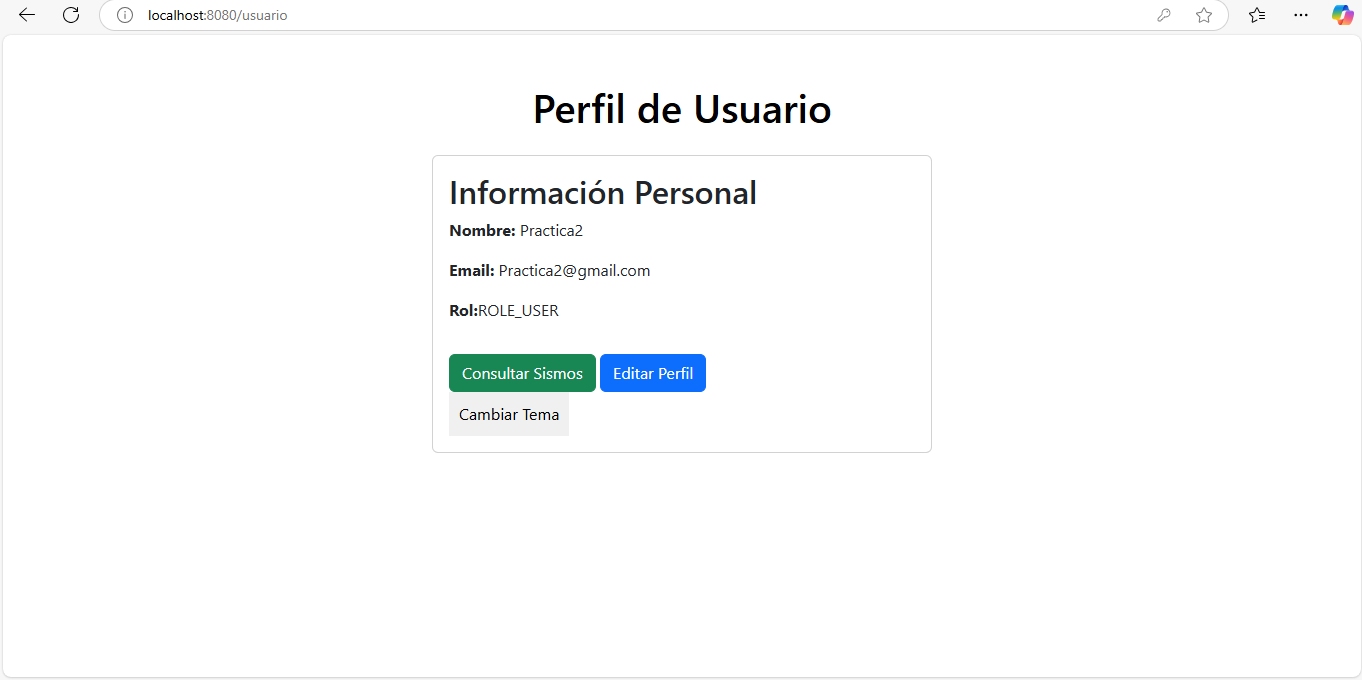 localhost:8080/usuario
Perfil de Usuario
Información Personal
Nombre: Practica2
Email: Practica2@gmail.com
Rol:ROLE_USER
Consultar Sismos Editar Perfil
Cambiar Tema